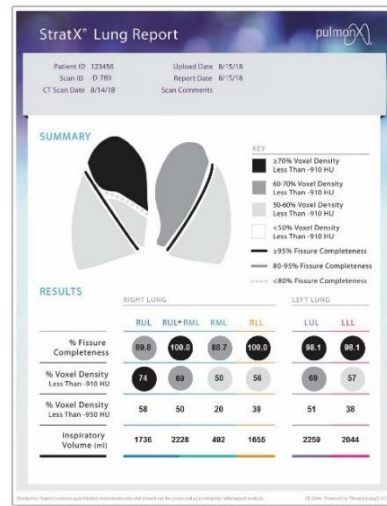 StratX® Lung Report
pulmonX
Patient ID 123456
Scan ID ID-789
CT Scan Date 8/14/18
Upload Date 8/15/18
Report Date 8/15/18
Scan Comments
SUMMARY
KEY
≥70% Voxel Density
Less Than -910 HU
60-70% Voxel Density
Less Than -910 HU
50-60% Voxel Density
Less Than -910 HU
<50% Voxel Density
Less Than -910 HU
≥95% Fissure Completeness
80-95% Fissure Completeness
<80% Fissure Completeness
RESULTS
RIGHT LUNG LEFT LUNG
RUL RUL+RML RML RLL LUL LLL
% Fissure
Completeness 89.8 100.0 88.7 100.0 98.1 98.1
% Voxel Density
Less Than -910 HU 74 69 50 56 69 57
% Voxel Density
Less Than -950 HU 58 50 20 39 51 38
Inspiratory
Volume (ml) 1736 2228 492 1655 2259 2044